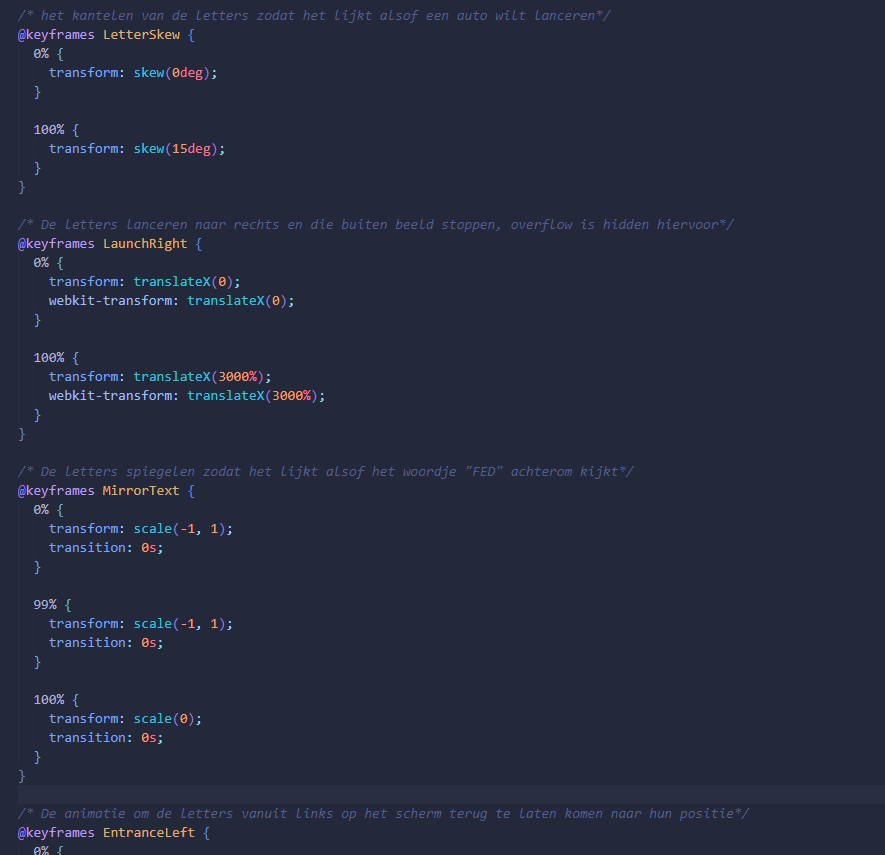 /* het kantelen van de letters zodat het lijkt alsof een auto wilt lanceren*/
@keyframes LetterSkew {
0% {
transform: skew(0deg);
}
100% {
transform: skew(15deg);
}
}
/* De letters lanceren naar rechts en die buiten beeld stoppen, overflow is hidden hiervoor*/
@keyframes LaunchRight {
0% {
transform: translateX(0);
webkit-transform: translateX(0);
}
100% {
transform: translateX(3000%);
webkit-transform: translateX(3000%);
}
}
/* De letters spiegelen zodat het lijkt alsof het woordje "FED" achterom kijkt*/
@keyframes MirrorText {
0% {
transform: scale(-1, 1);
transition: 0s;
}
99% {
transform: scale(-1, 1);
transition: 0s;
}
100% {
transform: scale(0);
transition: 0s;
}
}
/* De animatie om de letters vanuit links op het scherm terug te laten komen naar hun positie*/
@keyframes EntranceLeft {
0% {